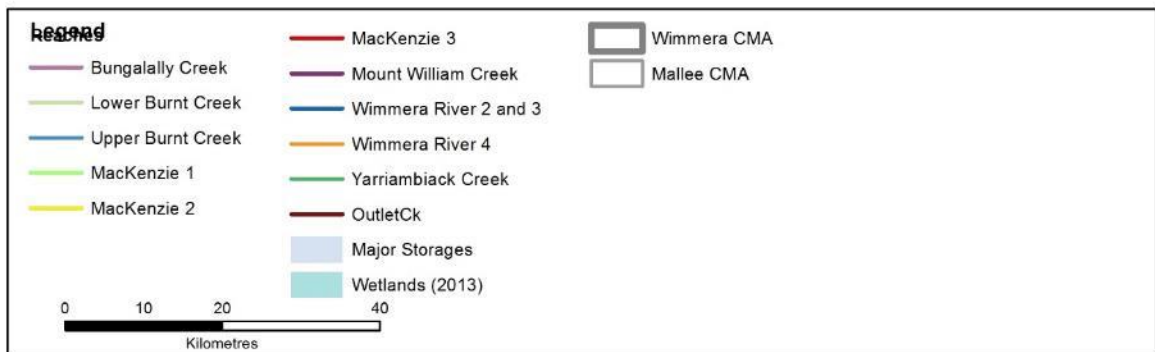 Legend
Reaches
Bungalally Creek
Lower Burnt Creek
Upper Burnt Creek
MacKenzie 1
MacKenzie 2
MacKenzie 3
Mount William Creek
Wimmera River 2 and 3
Wimmera River 4
Yarriambiack Creek
OutletCk
Major Storages
Wetlands (2013)
Wimmera CMA
Mallee CMA
0 10 20 40
Kilometres